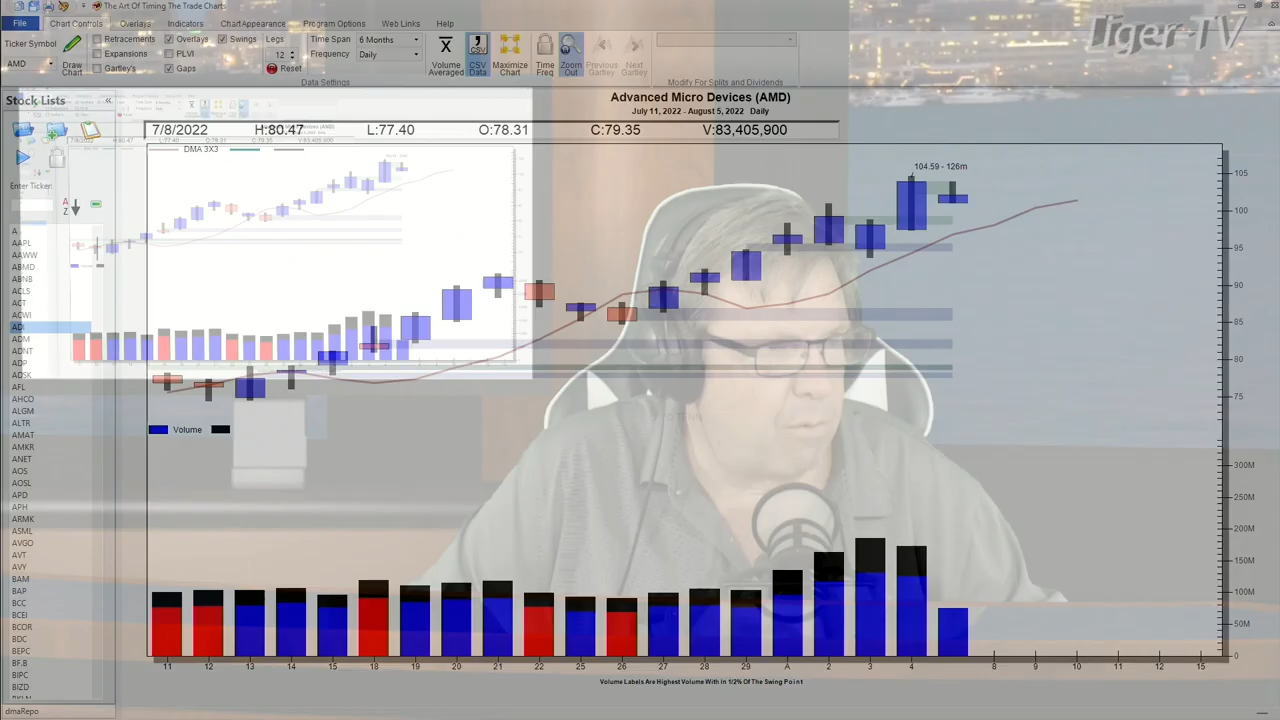 The Art Of Timing The Trade Charts
File Chart Controls Overlays Indicators Chart Appearance Program Options Web Links Help
Ticker Symbol
AMD
Draw
Chart
Retracements Overlays Swings Legs
Expansions PLVI 12
Gartley's Gaps Reset
Time Span 6 Months
Frequency Daily
Data Settings
Volume
Averaged
CSV
Data
Maximize
Chart
Time
Freq
Zoom
Out
Previous
Gartley
Next
Gartley
Modify For Splits and Dividends
Tiger-TV
Stock Lists «
Enter Ticker:
A
Z
A
AAPL
AAWW
ABMD
ABNB
ACLS
ACT
ACWI
ADI
ADM
ADNT
ADP
ADSK
AFL
AHCO
ALGM
ALTR
AMAT
AMKR
ANET
AOS
AOSL
APD
APH
ARMK
ASML
AVGO
AVT
AVY
BAM
BAP
BCC
BCEI
BCOR
BDC
BEPC
BF.B
BIPC
BIZD
dmaRepo
Advanced Micro Devices (AMD)
July 11, 2022 - August 5, 2022 Daily
7/8/2022 H:80.47 L:77.40 O:78.31 C:79.35 V:83,405,900
DMA 3X3
104.59 - 126m
105
100
95
90
85
80
75
Volume
300M
250M
200M
150M
100M
50M
0
11 12 13 14 15 18 19 20 21 22 25 26 27 28 29 A 2 3 4 8 9 10 11 12 15
Volume Labels Are Highest Volume With in 1/2% Of The Swing Point